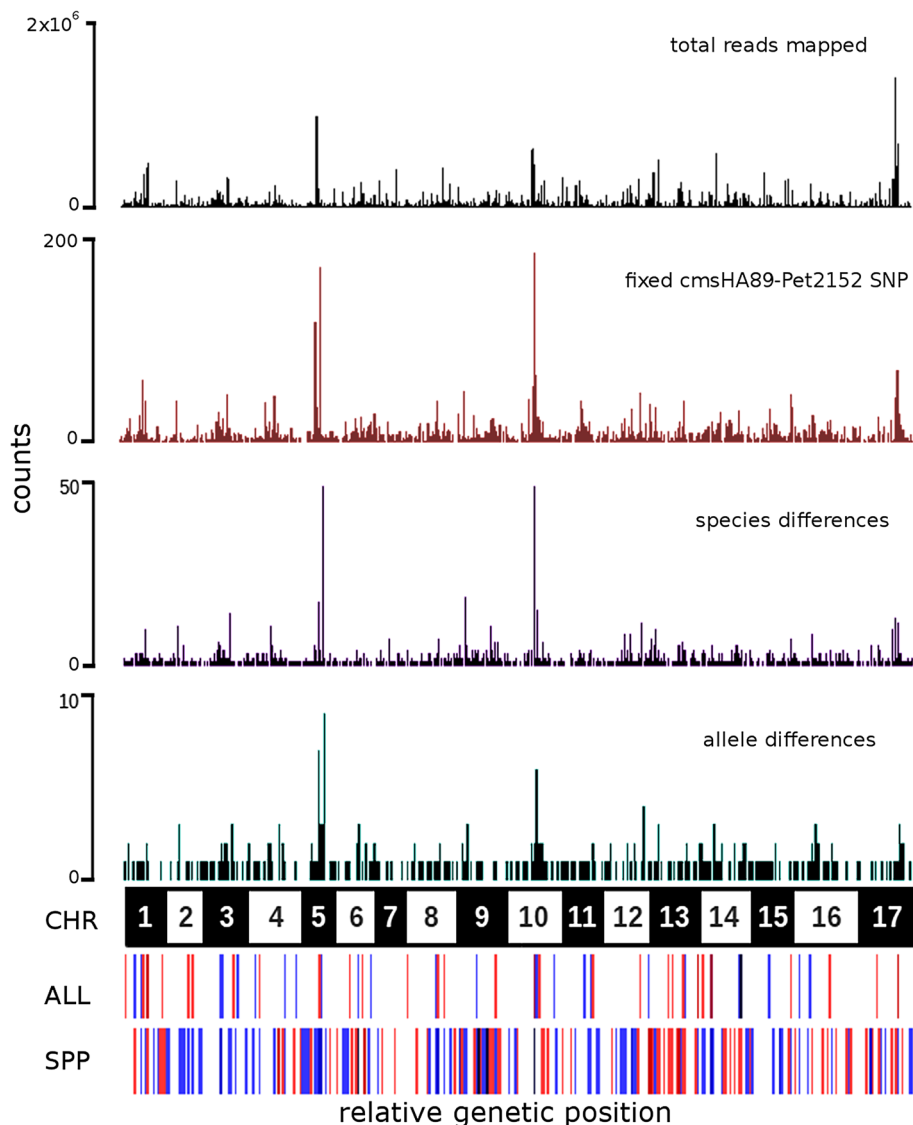 2x10⁶
total reads mapped
0
200
fixed cmsHA89-Pet2152 SNP
0
counts
50
species differences
0
10
allele differences
0
CHR 1 2 3 4 5 6 7 8 9 10 11 12 13 14 15 16 17
ALL
SPP
relative genetic position